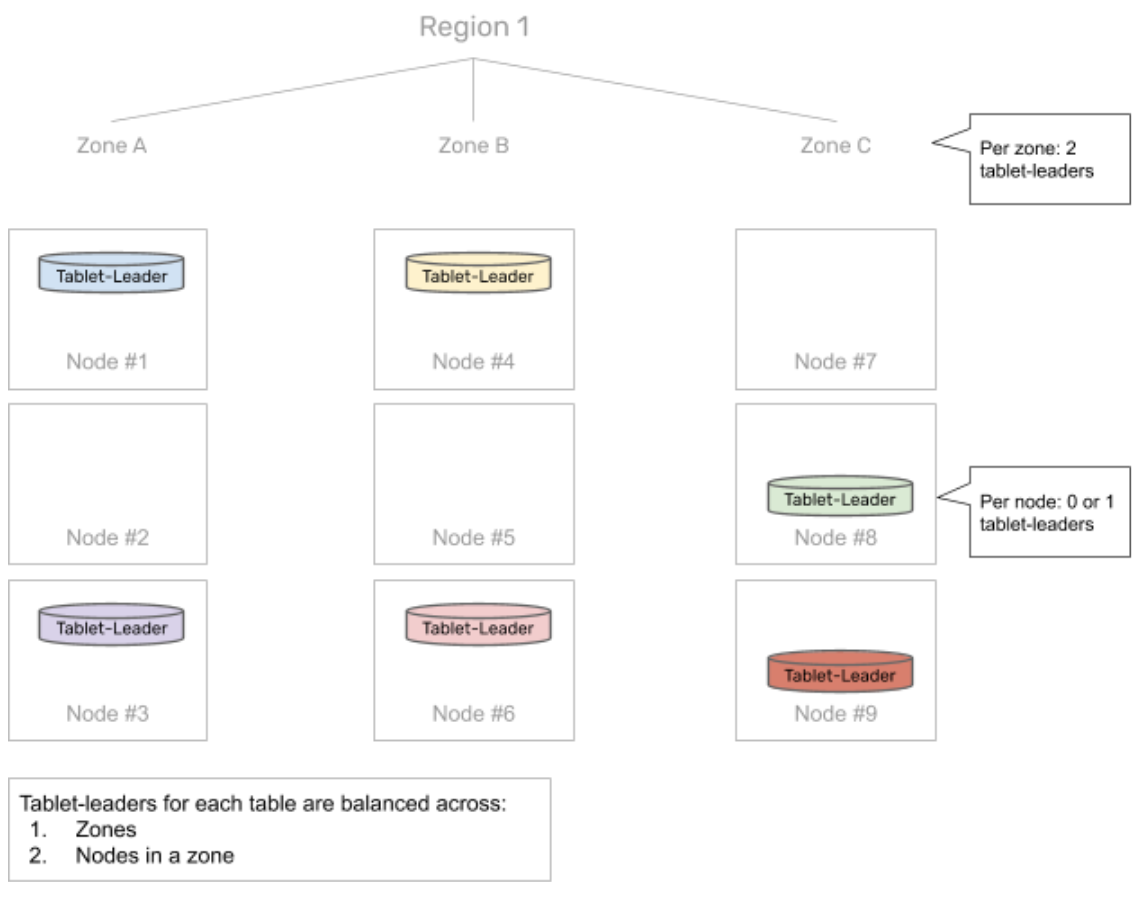 Region 1
Zone A
Zone B
Zone C
Per zone: 2
tablet-leaders
Tablet-Leader
Node #1
Tablet-Leader
Node #4
Node #7
Node #2
Node #5
Tablet-Leader
Node #8
Per node: 0 or 1
tablet-leaders
Tablet-Leader
Node #3
Tablet-Leader
Node #6
Tablet-Leader
Node #9
Tablet-leaders for each table are balanced across:
1. Zones
2. Nodes in a zone